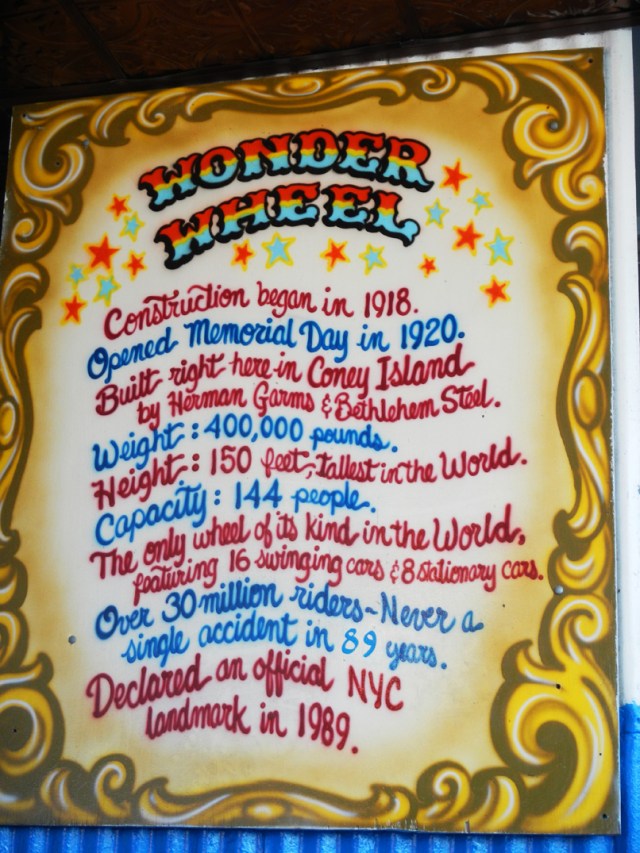 WONDER
WHEEL
Construction began in 1918.
Opened Memorial Day in 1920.
Built right here in Coney Island
by Herman Garms & Bethlehem Steel.
Weight: 400,000 pounds.
Height: 150 feet, tallest in the World.
Capacity: 144 people.
The only wheel of its kind in the World,
featuring 16 swinging cars & 8 stationary cars.
Over 30 million riders - Never a
single accident in 89 years.
Declared an official NYC
landmark in 1989.